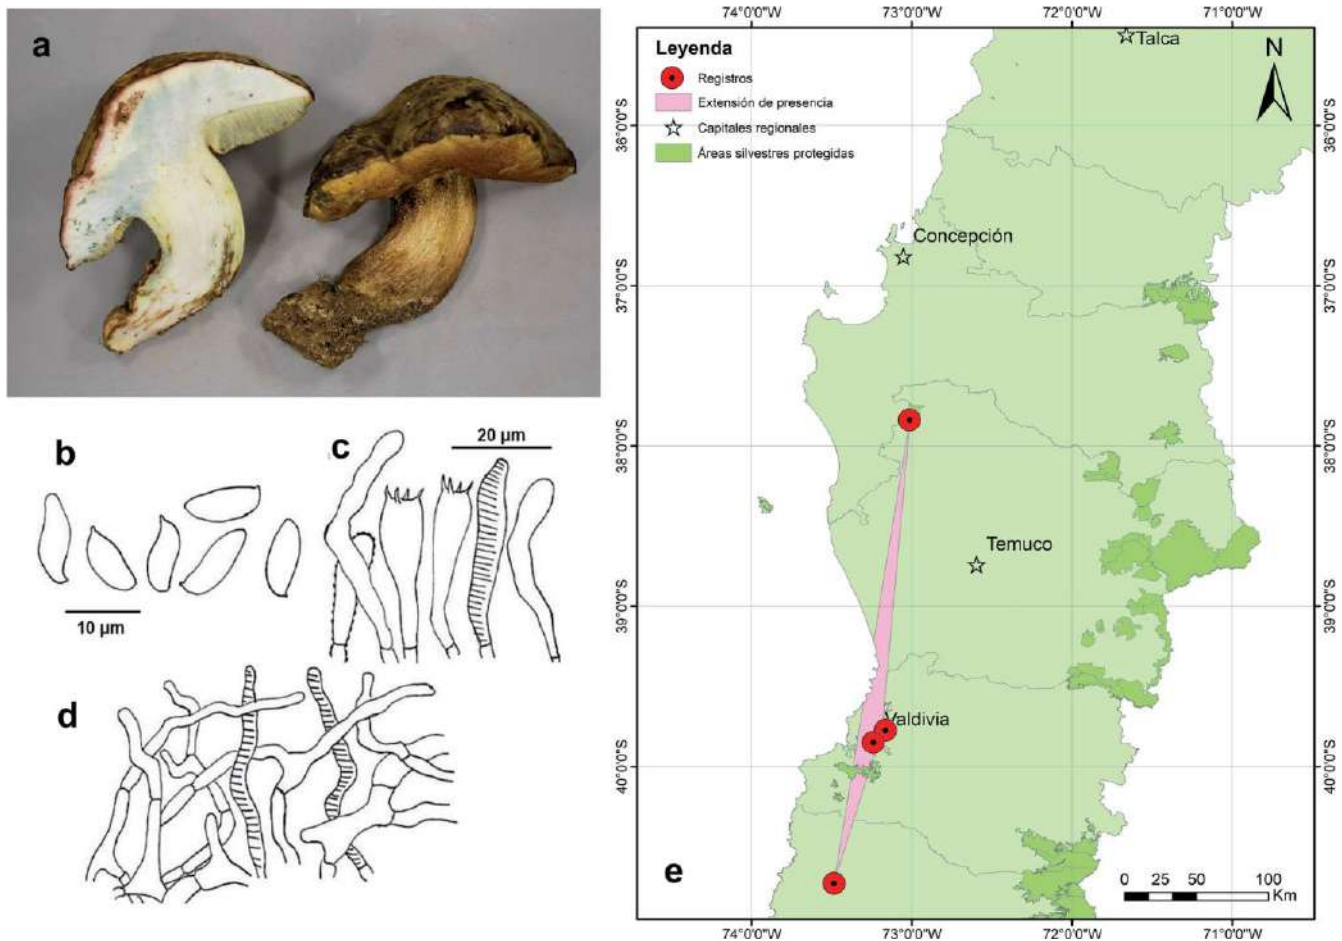 a
b
10 µm
c
20 µm
d
74°0'0"W 73°0'0"W 72°0'0"W 71°0'0"W
Leyenda
Registros
Extensión de presencia
Capitales regionales
Áreas silvestres protegidas
N
Talca
Concepción
Temuco
Valdivia
36°0'0"S
37°0'0"S
38°0'0"S
39°0'0"S
40°0'0"S
36°0'0"S
37°0'0"S
38°0'0"S
39°0'0"S
40°0'0"S
e
0 25 50 100
Km
74°0'0"W 73°0'0"W 72°0'0"W 71°0'0"W